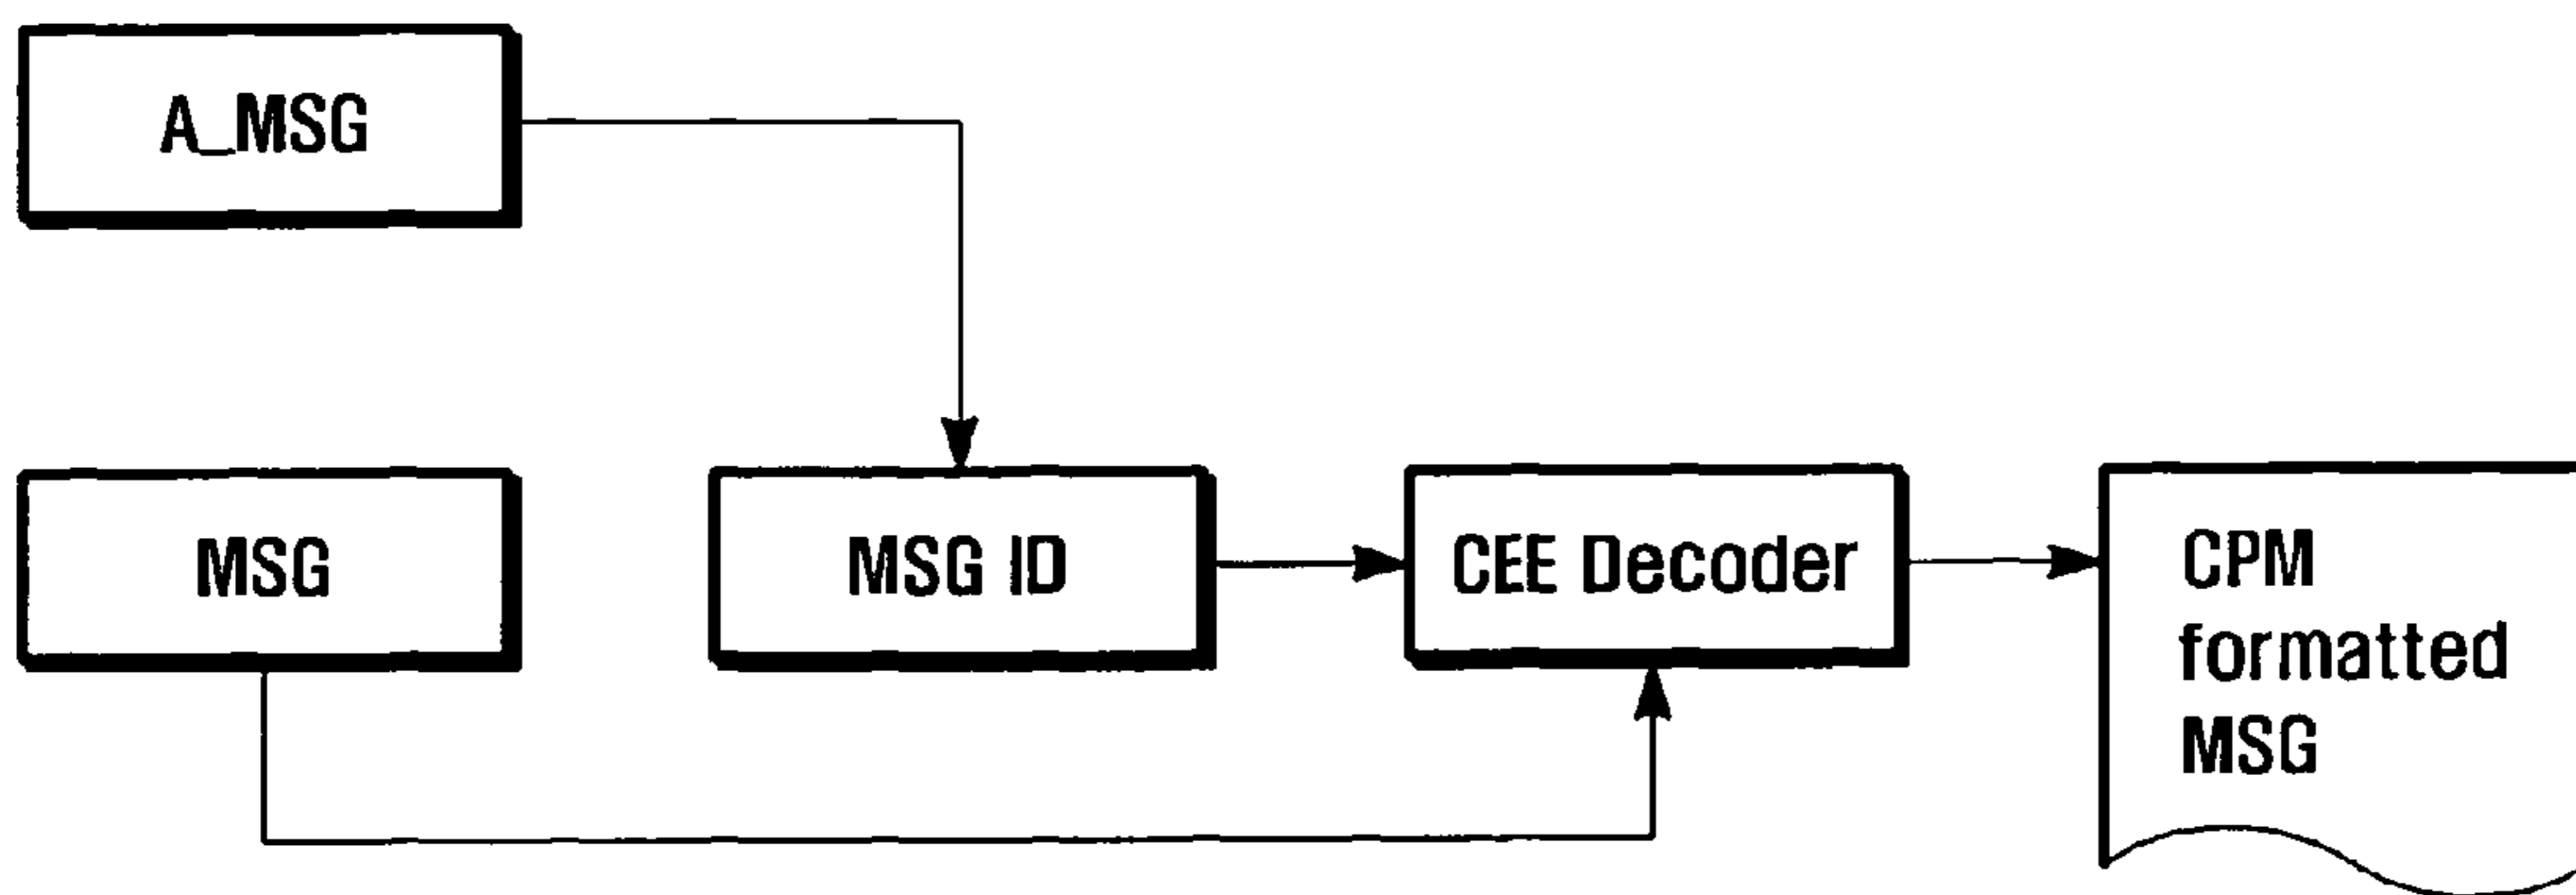 A_MSG
MSG
MSG ID
CEE Decoder
CPM
formatted
MSG